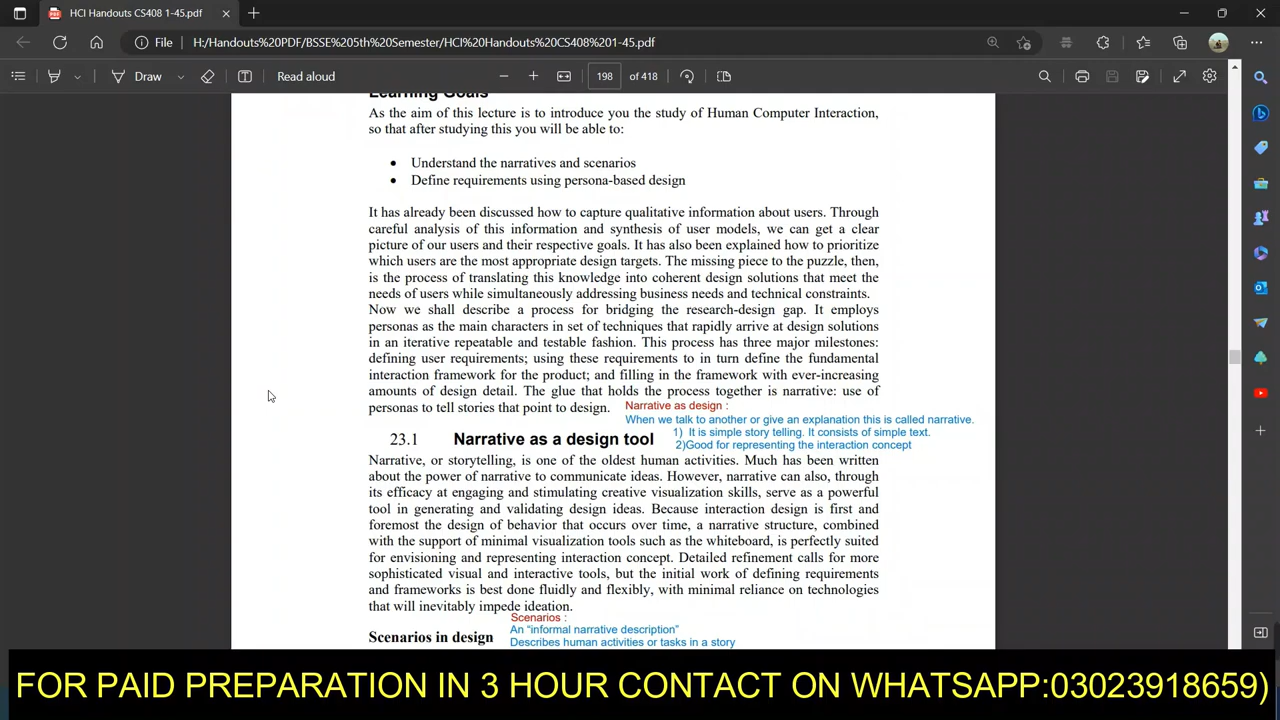 HCI Handouts CS408 1-45.pdf
File
H:/Handouts%20PDF/BSSE%205th%20Semester/HCI%20Handouts%20CS408%201-45.pdf
Draw
Read aloud
198 of 418
Learning Goals
As the aim of this lecture is to introduce you the study of Human Computer Interaction,
so that after studying this you will be able to:
• Understand the narratives and scenarios
• Define requirements using persona-based design
It has already been discussed how to capture qualitative information about users. Through
careful analysis of this information and synthesis of user models, we can get a clear
picture of our users and their respective goals. It has also been explained how to prioritize
which users are the most appropriate design targets. The missing piece to the puzzle, then,
is the process of translating this knowledge into coherent design solutions that meet the
needs of users while simultaneously addressing business needs and technical constraints.
Now we shall describe a process for bridging the research-design gap. It employs
personas as the main characters in set of techniques that rapidly arrive at design solutions
in an iterative repeatable and testable fashion. This process has three major milestones:
defining user requirements; using these requirements to in turn define the fundamental
interaction framework for the product; and filling in the framework with ever-increasing
amounts of design detail. The glue that holds the process together is narrative: use of
personas to tell stories that point to design.
Narrative as design :
When we talk to another or give an explanation this is called narrative.
1) It is simple story telling. It consists of simple text.
2)Good for representing the interaction concept
23.1 Narrative as a design tool
Narrative, or storytelling, is one of the oldest human activities. Much has been written
about the power of narrative to communicate ideas. However, narrative can also, through
its efficacy at engaging and stimulating creative visualization skills, serve as a powerful
tool in generating and validating design ideas. Because interaction design is first and
foremost the design of behavior that occurs over time, a narrative structure, combined
with the support of minimal visualization tools such as the whiteboard, is perfectly suited
for envisioning and representing interaction concept. Detailed refinement calls for more
sophisticated visual and interactive tools, but the initial work of defining requirements
and frameworks is best done fluidly and flexibly, with minimal reliance on technologies
that will inevitably impede ideation.
Scenarios :
An “informal narrative description”
Scenarios in design
Describes human activities or tasks in a story
FOR PAID PREPARATION IN 3 HOUR CONTACT ON WHATSAPP:03023918659)